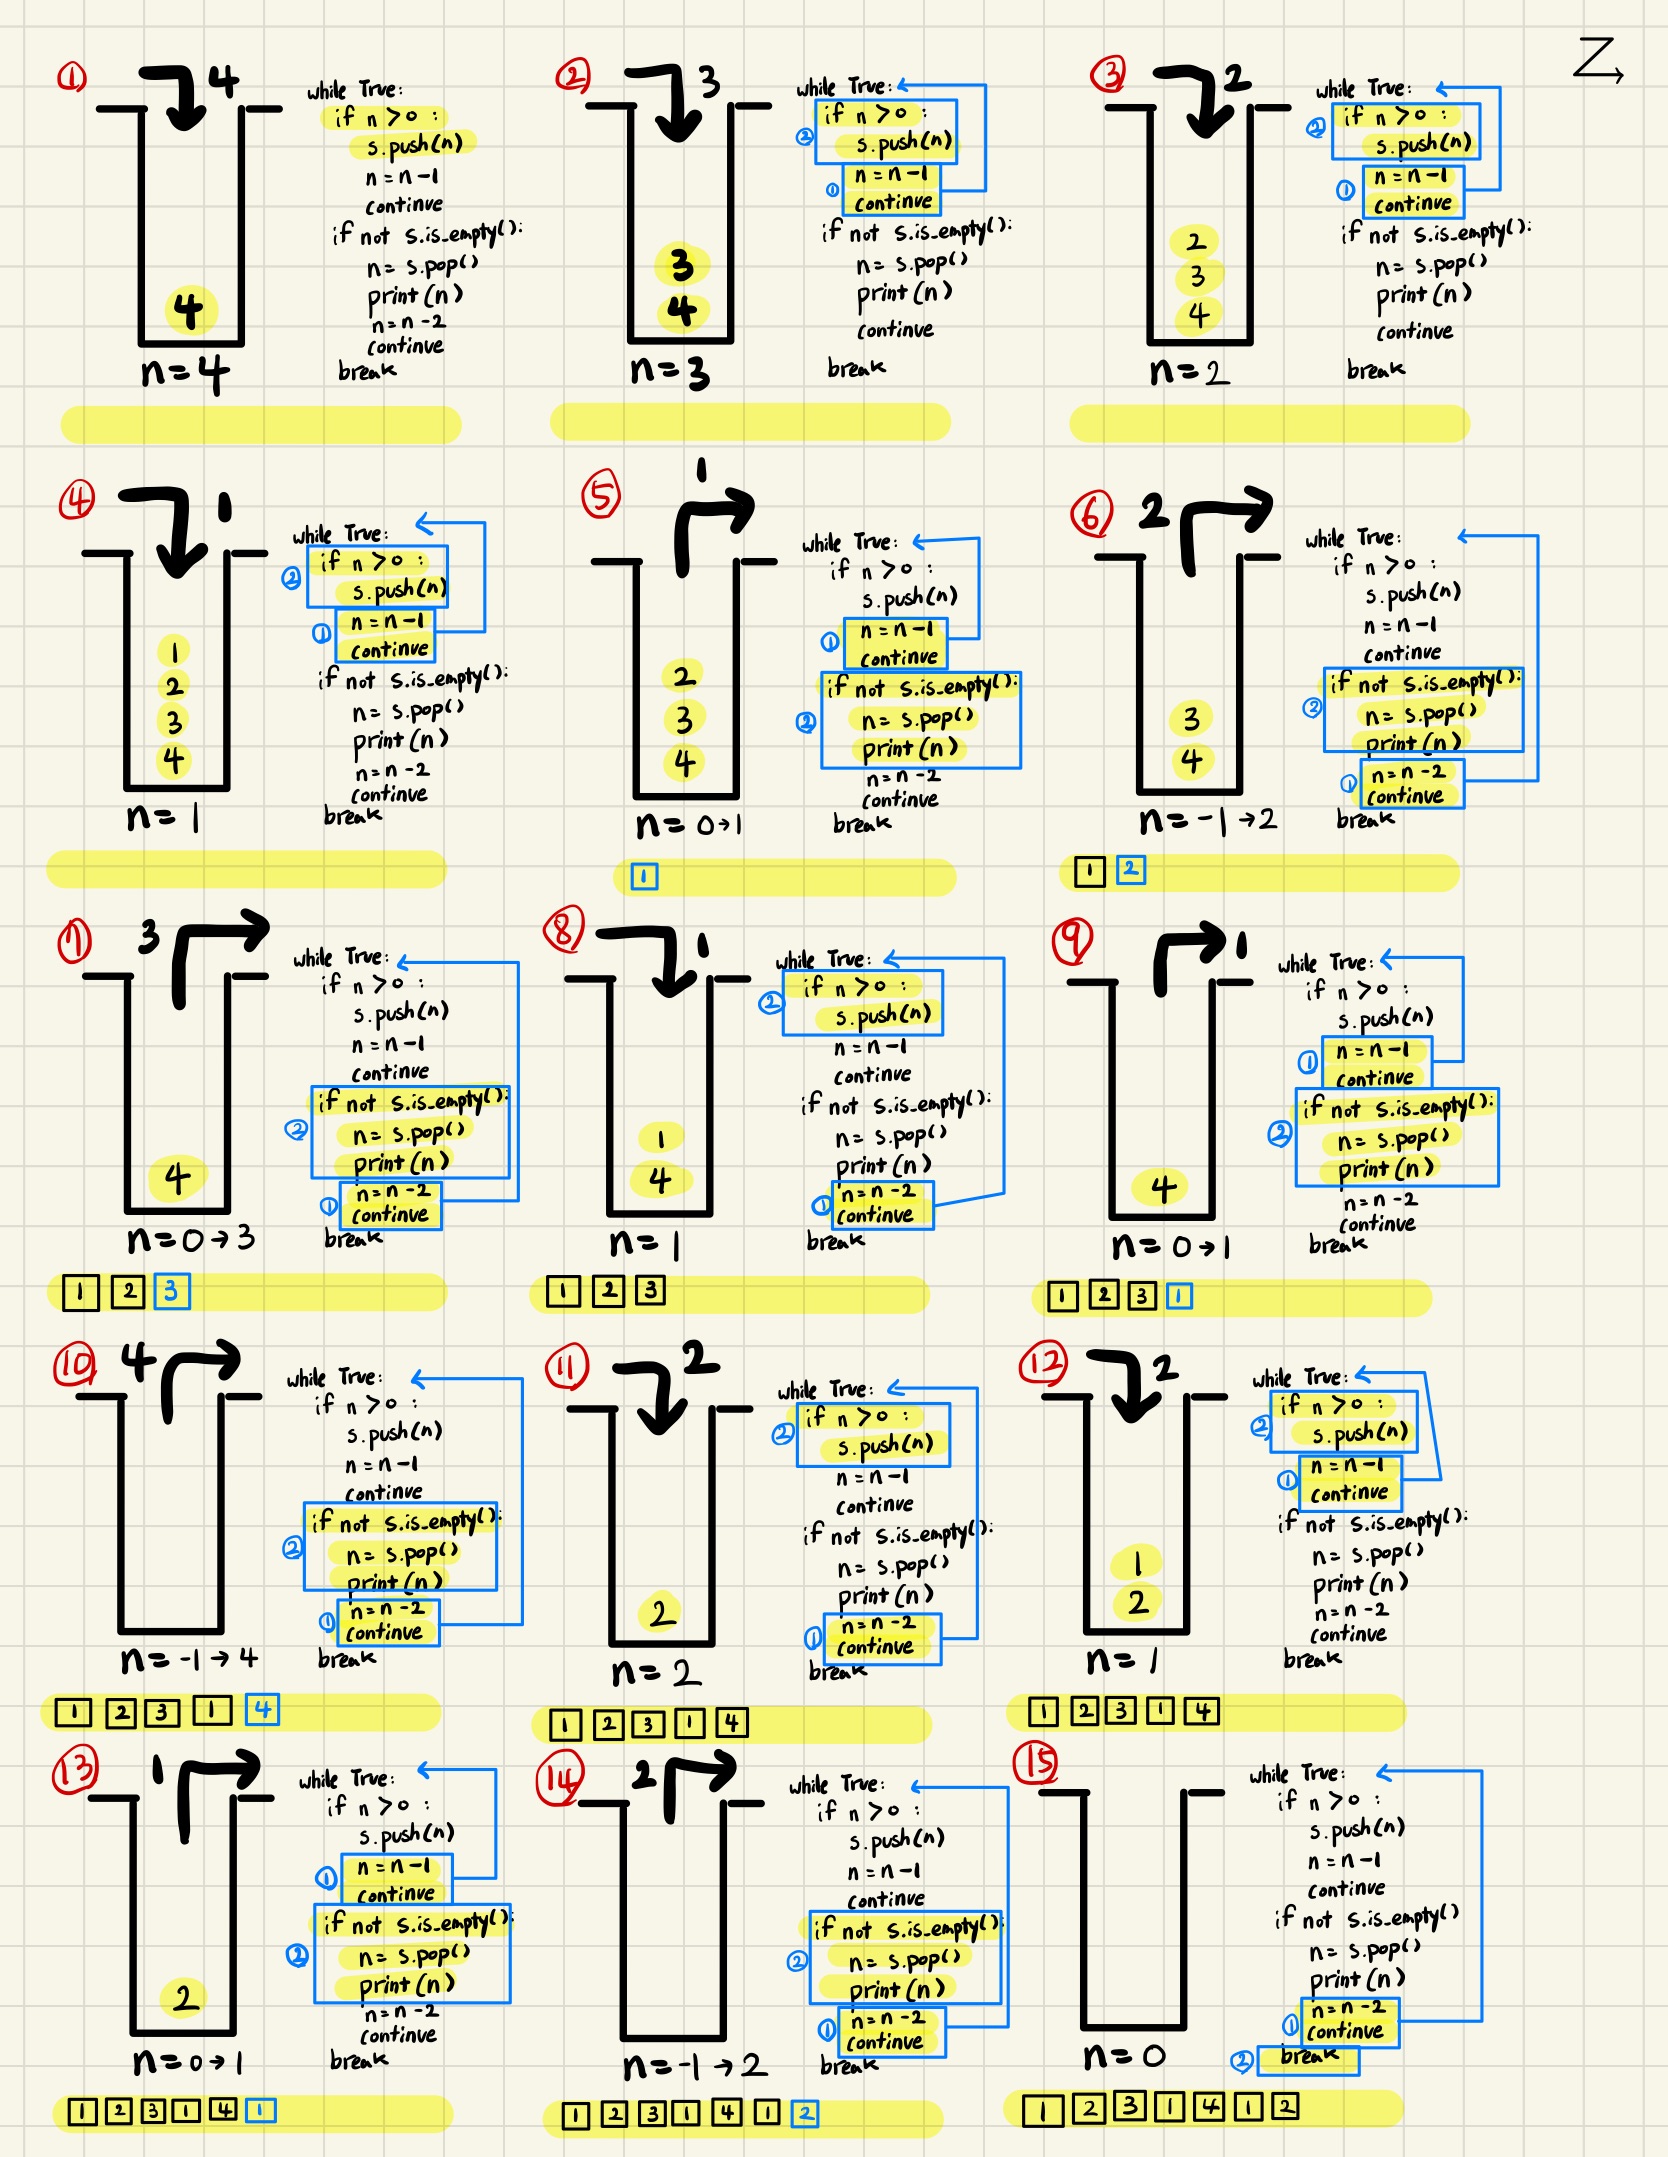 Z
① 4
while True:
if n > 0 :
s.push(n)
n = n-1
continue
if not s.is_empty():
n = s.pop()
print(n)
n = n-2
continue
break
4
n = 4
② 3
while True:
② if n > 0 :
s.push(n)
① n = n-1
continue
if not s.is_empty():
n = s.pop()
print(n)
continue
break
3
4
n = 3
③ 2
while True:
② if n > 0 :
s.push(n)
① n = n-1
continue
if not s.is_empty():
n = s.pop()
print(n)
continue
break
2
3
4
n = 2
④ 1
while True:
② if n > 0 :
s.push(n)
① n = n-1
continue
if not s.is_empty():
n = s.pop()
print(n)
n = n-2
continue
break
1
2
3
4
n = 1
⑤ 1
while True:
if n > 0 :
s.push(n)
① n = n-1
continue
② if not s.is_empty():
n = s.pop()
print(n)
n = n-2
continue
break
2
3
4
n = 0→1
1
⑥ 2
while True:
if n > 0 :
s.push(n)
n = n-1
continue
② if not s.is_empty():
n = s.pop()
print(n)
① n = n-2
continue
break
3
4
n = -1→2
1 2
⑦ 3
while True:
if n > 0 :
s.push(n)
n = n-1
continue
② if not s.is_empty():
n = s.pop()
print(n)
① n = n-2
continue
break
4
n = 0→3
1 2 3
⑧ 1
while True:
② if n > 0 :
s.push(n)
n = n-1
continue
if not s.is_empty():
n = s.pop()
print(n)
① n = n-2
continue
break
1
4
n = 1
1 2 3
⑨ 1
while True:
if n > 0 :
s.push(n)
① n = n-1
continue
② if not s.is_empty():
n = s.pop()
print(n)
n = n-2
continue
break
4
n = 0→1
1 2 3 1
⑩ 4
while True:
if n > 0 :
s.push(n)
n = n-1
continue
② if not s.is_empty():
n = s.pop()
print(n)
① n = n-2
continue
break
n = -1→4
1 2 3 1 4
⑪ 2
while True:
② if n > 0 :
s.push(n)
n = n-1
continue
if not s.is_empty():
n = s.pop()
print(n)
① n = n-2
continue
break
2
n = 2
1 2 3 1 4
⑫ 2
while True:
② if n > 0 :
s.push(n)
① n = n-1
continue
if not s.is_empty():
n = s.pop()
print(n)
n = n-2
continue
break
1
2
n = 1
1 2 3 1 4
⑬ 1
while True:
if n > 0 :
s.push(n)
① n = n-1
continue
② if not s.is_empty():
n = s.pop()
print(n)
n = n-2
continue
break
2
n = 0→1
1 2 3 1 4 1
⑭ 2
while True:
if n > 0 :
s.push(n)
n = n-1
continue
② if not s.is_empty():
n = s.pop()
print(n)
① n = n-2
continue
break
n = -1→2
1 2 3 1 4 1 2
⑮
while True:
if n > 0 :
s.push(n)
n = n-1
continue
if not s.is_empty()
n = s.pop()
print(n)
① n = n-2
continue
② break
n = 0
1 2 3 1 4 1 2